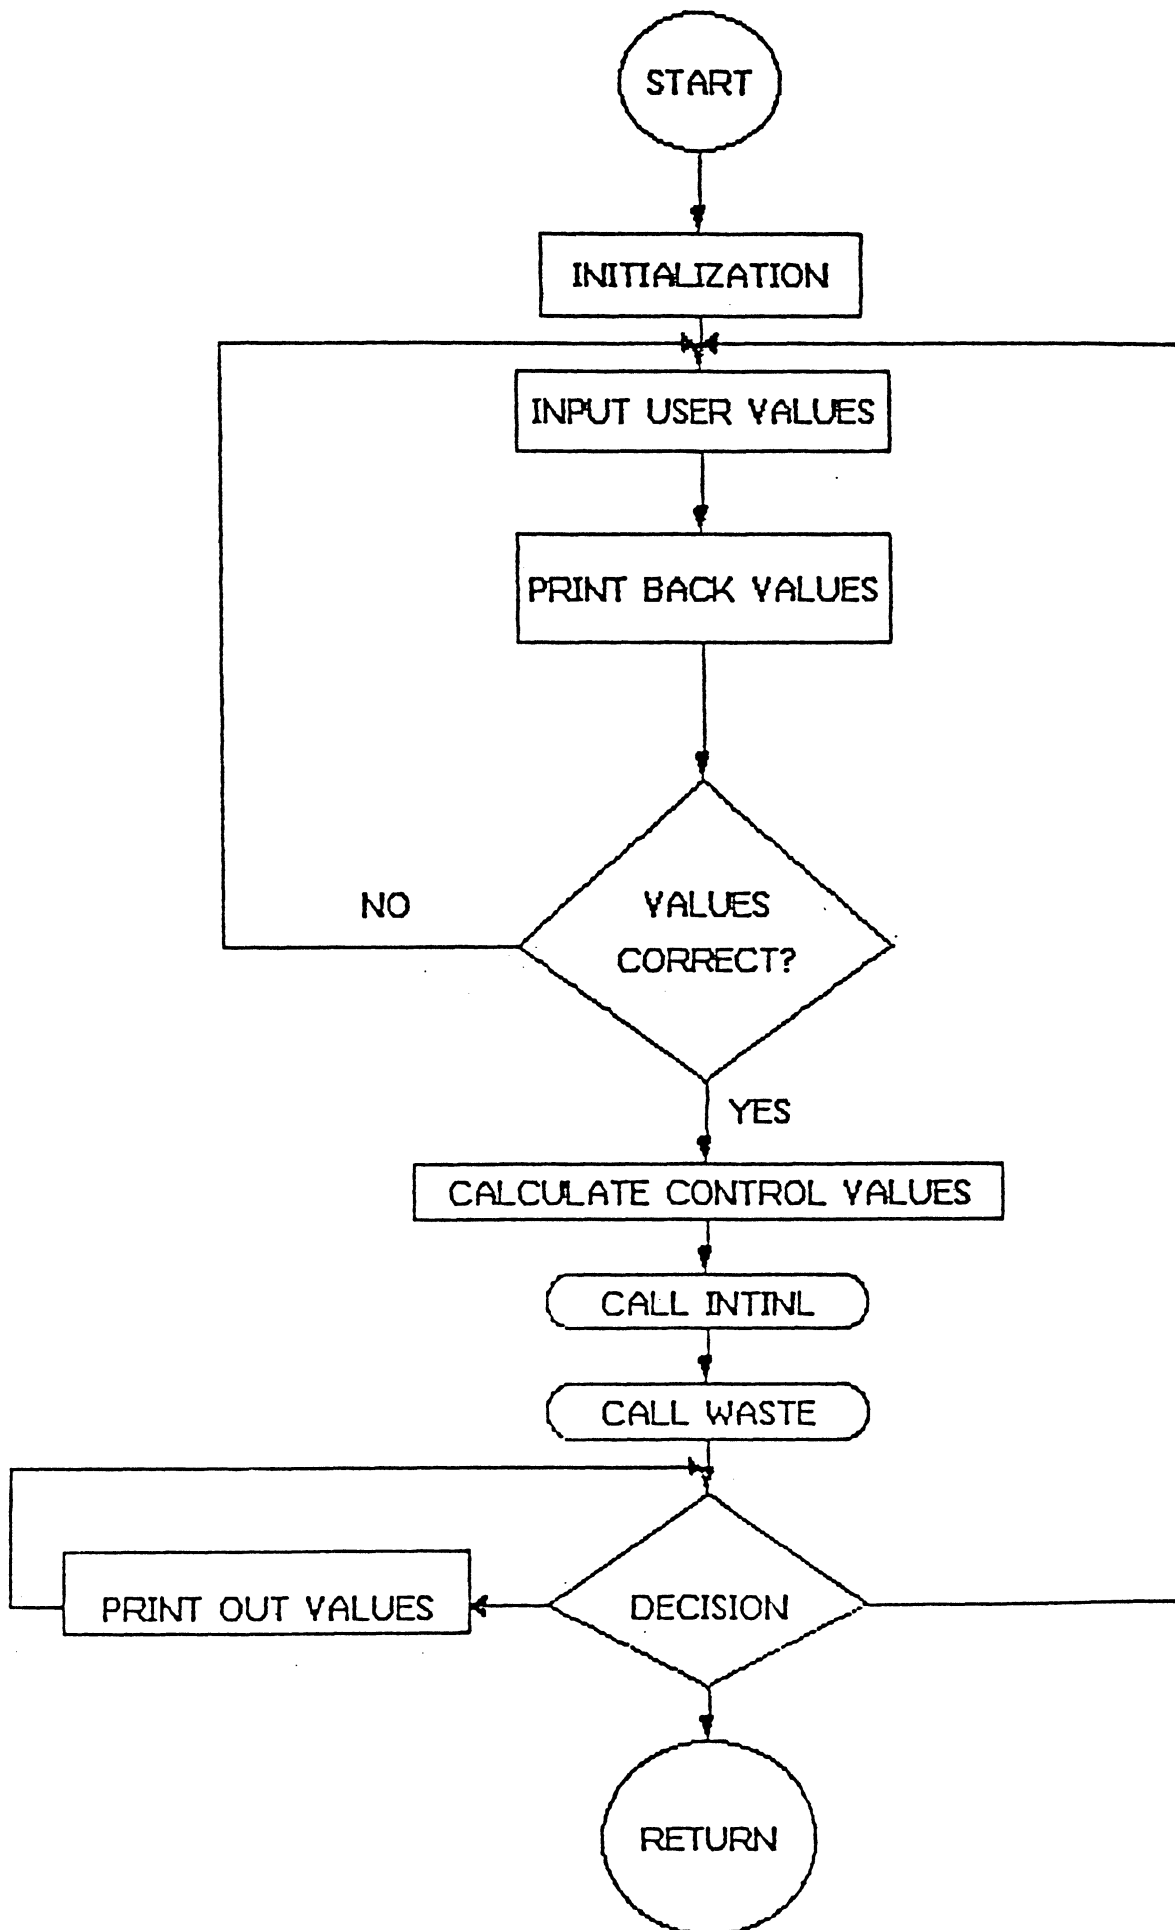 START
INITIALIZATION
INPUT USER VALUES
PRINT BACK VALUES
NO
VALUES
CORRECT?
YES
CALCULATE CONTROL VALUES
CALL INTINL
CALL WASTE
PRINT OUT VALUES
DECISION
RETURN